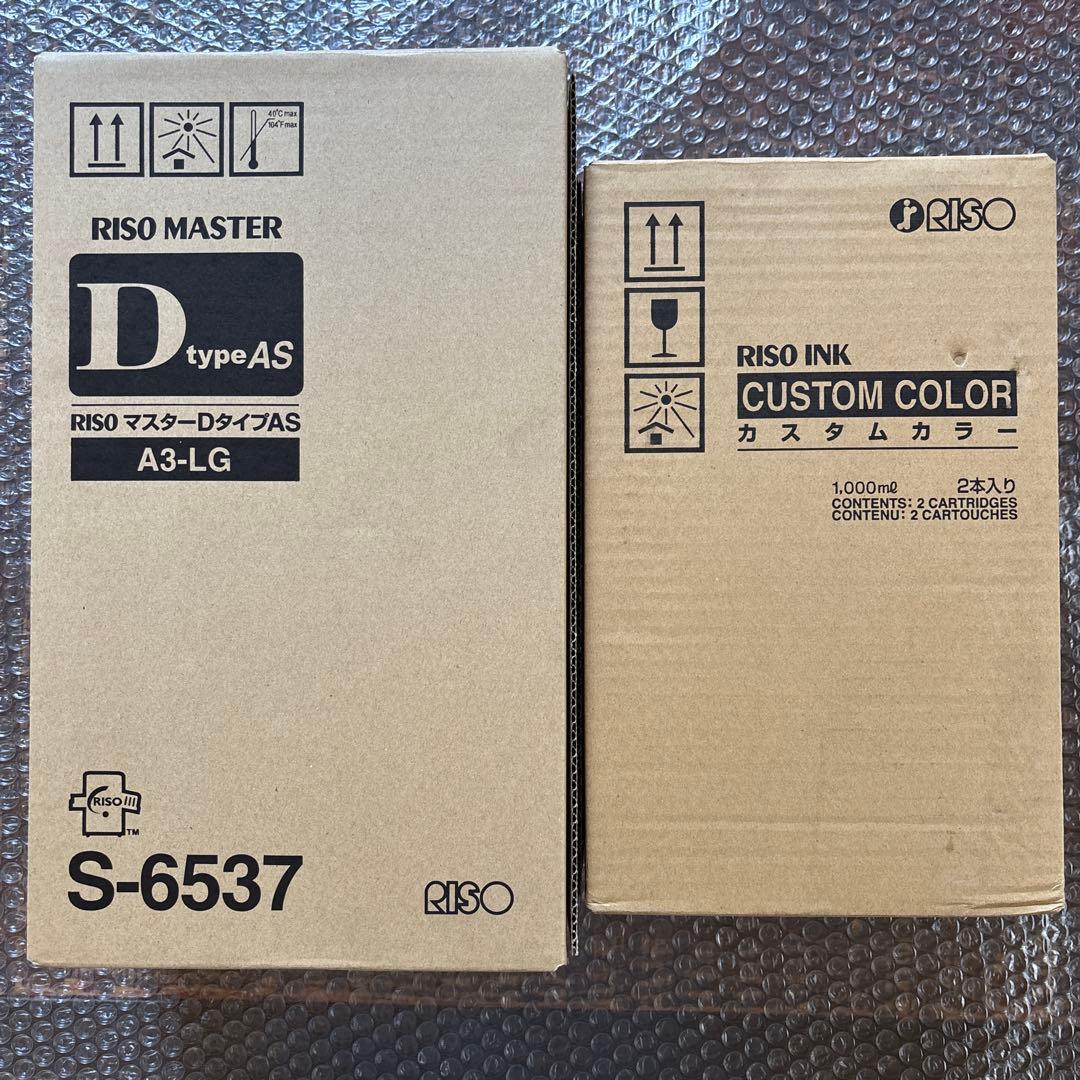 40°C max
104°F max
RISO MASTER
D typeAS
RISO マスターDタイプAS
A3-LG
RISO
TM
S-6537
RISO
RISO
RISO INK
CUSTOM COLOR
カスタムカラー
1,000mℓ 2本入り
CONTENTS: 2 CARTRIDGES
CONTENU: 2 CARTOUCHES